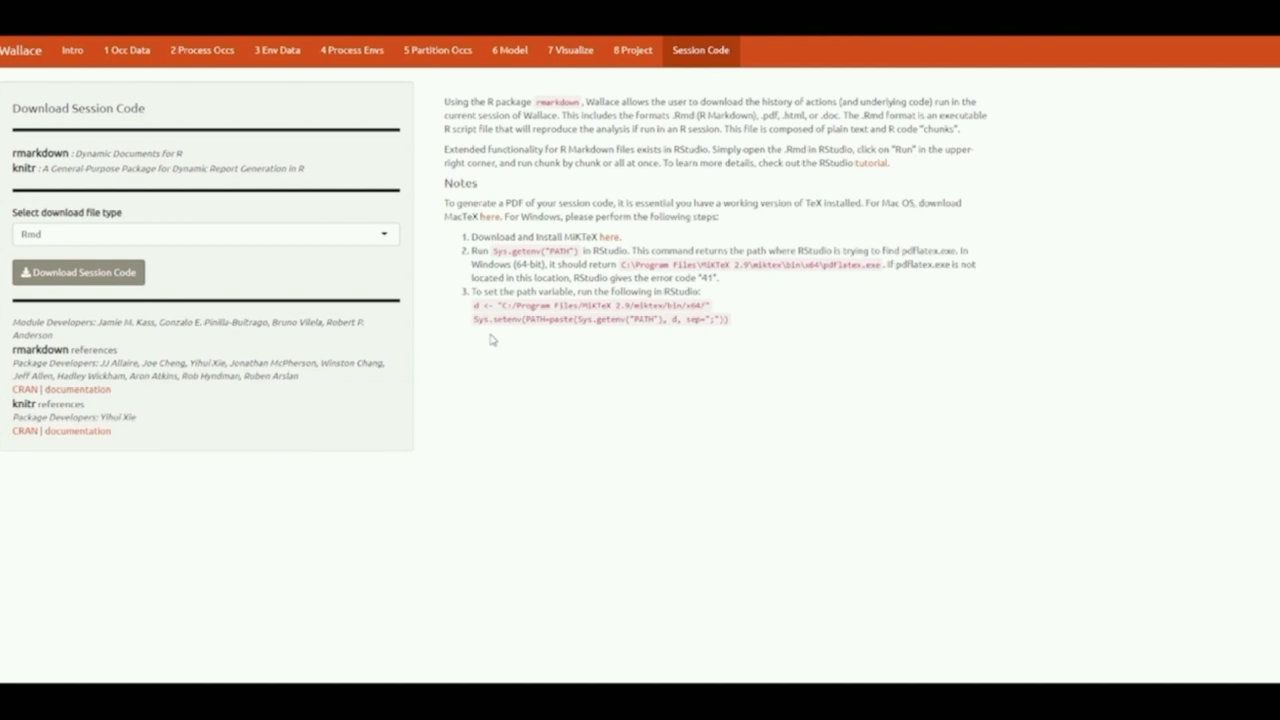 Wallace Intro 1 Occ Data 2 Process Occs 3 Env Data 4 Process Envs 5 Partition Occs 6 Model 7 Visualize 8 Project Session Code
Download Session Code
rmarkdown : Dynamic Documents for R
knitr : A General-Purpose Package for Dynamic Report Generation in R
Select download file type
Rmd
Download Session Code
Module Developers: Jamie M. Kass, Gonzalo E. Pinilla-Buitrago, Bruno Vilela, Robert P.
Anderson
rmarkdown references
Package Developers: JJ Allaire, Joe Cheng, Yihui Xie, Jonathan McPherson, Winston Chang,
Jeff Allen, Hadley Wickham, Aron Atkins, Rob Hyndman, Ruben Arslan
CRAN | documentation
knitr references
Package Developers: Yihui Xie
CRAN | documentation
Using the R package rmarkdown , Wallace allows the user to download the history of actions (and underlying code) run in the
current session of Wallace. This includes the formats .Rmd (R Markdown), .pdf, .html, or .doc. The .Rmd format is an executable
R script file that will reproduce the analysis if run in an R session. This file is composed of plain text and R code "chunks".
Extended functionality for R Markdown files exists in RStudio. Simply open the .Rmd in RStudio, click on "Run" in the upper-
right corner, and run chunk by chunk or all at once. To learn more details, check out the RStudio tutorial.
Notes
To generate a PDF of your session code, it is essential you have a working version of TeX installed. For Mac OS, download
MacTeX here. For Windows, please perform the following steps:
1. Download and Install MiKTeX here.
2. Run Sys.getenv("PATH") in RStudio. This command returns the path where RStudio is trying to find pdflatex.exe. In
Windows (64-bit), it should return C:\Program Files\MiKTeX 2.9\miktex\bin\x64\pdflatex.exe . If pdflatex.exe is not
located in this location, RStudio gives the error code "41".
3. To set the path variable, run the following in RStudio:
d <- "C:/Program Files/MiKTeX 2.9/miktex/bin/x64/"
Sys.setenv(PATH=paste(Sys.getenv("PATH"), d, sep=";"))